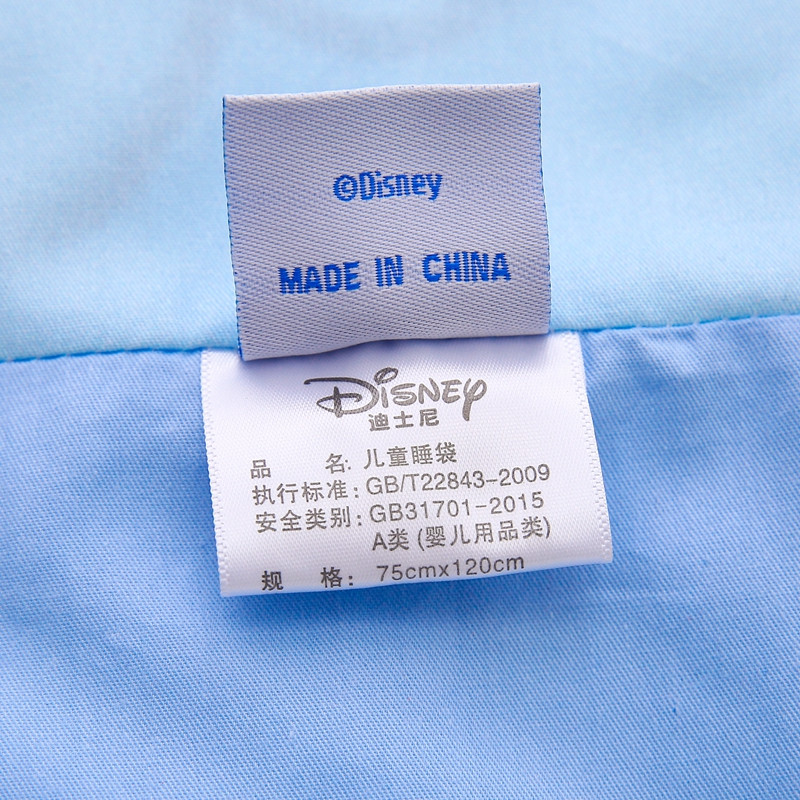 ©Disney
MADE IN CHINA
Disney
迪士尼
品 名: 儿童睡袋
执行标准: GB/T22843-2009
安全类别: GB31701-2015
A类 (婴儿用品类)
规 格: 75cmx120cm